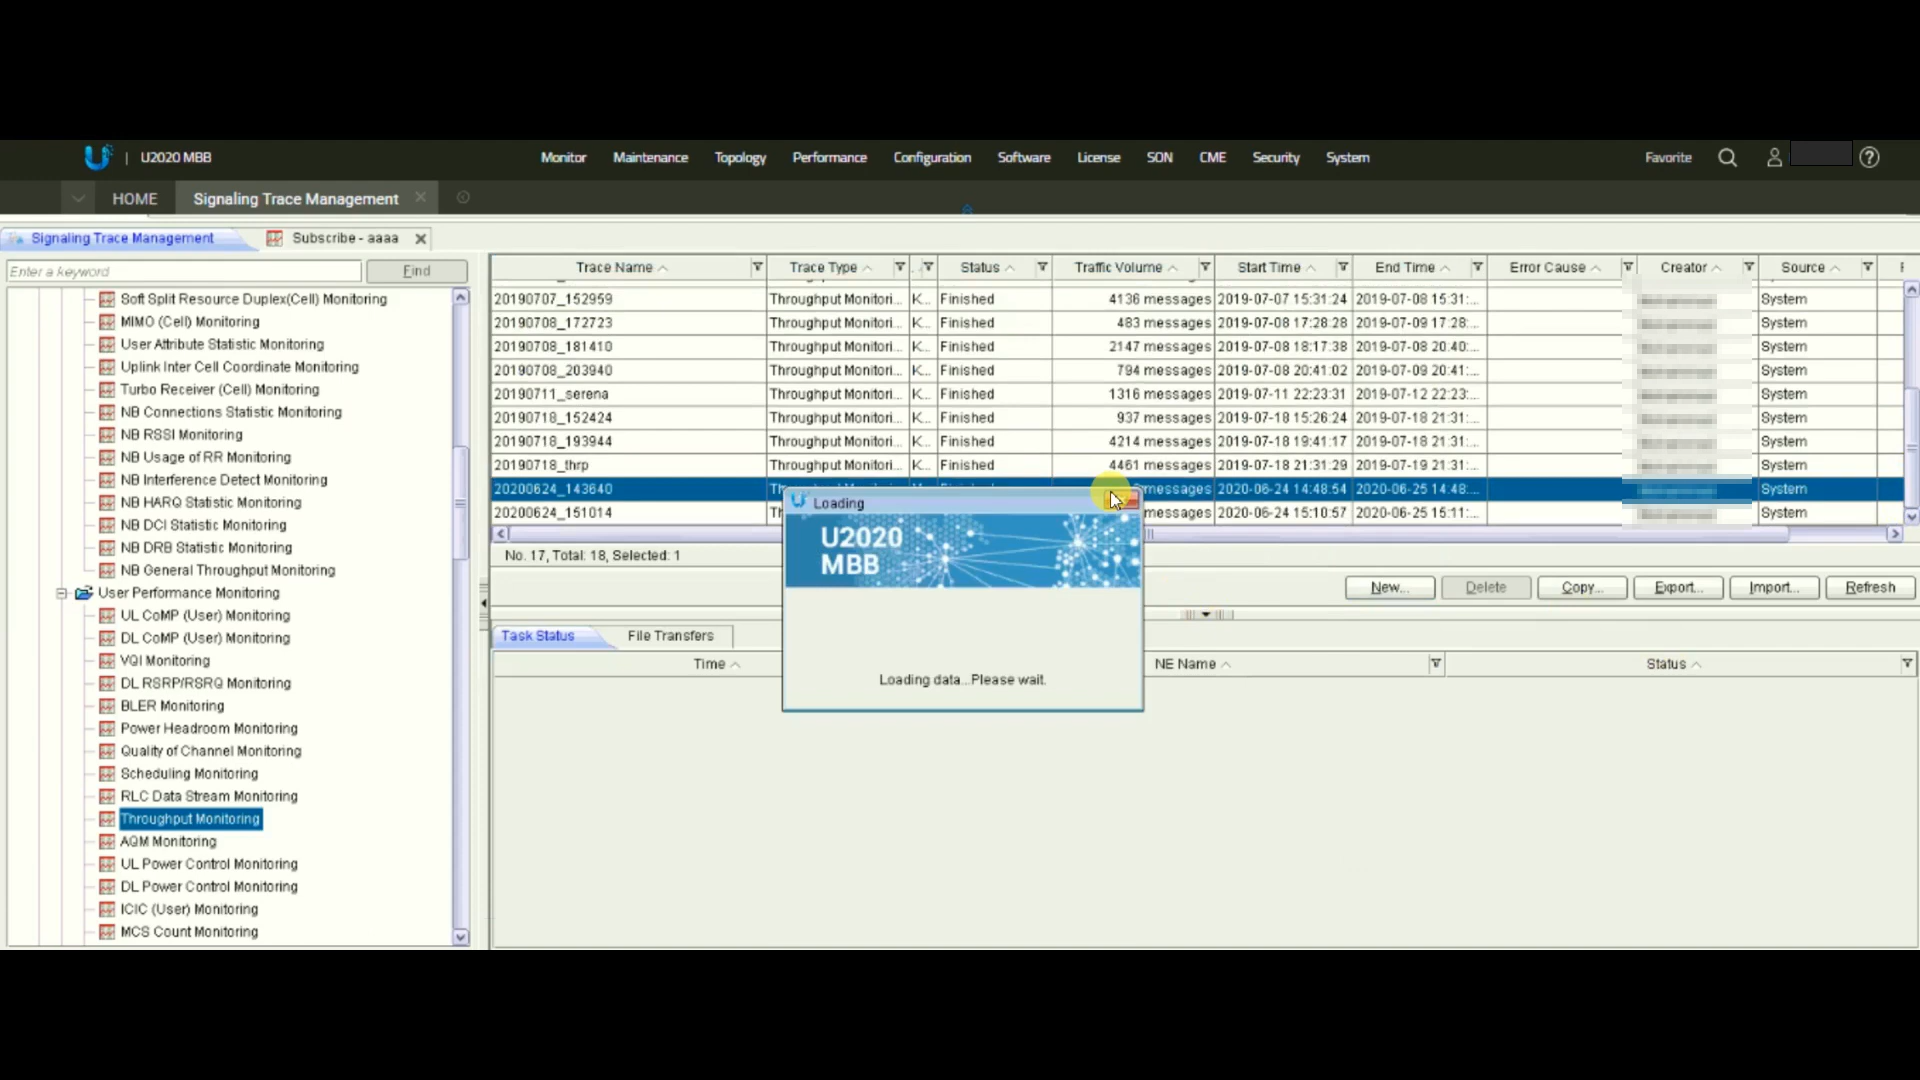 U2020 MBB
Monitor Maintenance Topology Performance Configuration Software License SON CME Security System
Favorite
HOME Signaling Trace Management
Signaling Trace Management Subscribe - aaaa
Enter a keyword Find
Soft Split Resource Duplex(Cell) Monitoring
MIMO (Cell) Monitoring
User Attribute Statistic Monitoring
Uplink Inter Cell Coordinate Monitoring
Turbo Receiver (Cell) Monitoring
NB Connections Statistic Monitoring
NB RSSI Monitoring
NB Usage of RR Monitoring
NB Interference Detect Monitoring
NB HARQ Statistic Monitoring
NB DCI Statistic Monitoring
NB DRB Statistic Monitoring
NB General Throughput Monitoring
User Performance Monitoring
UL CoMP (User) Monitoring
DL CoMP (User) Monitoring
VQI Monitoring
DL RSRP/RSRQ Monitoring
BLER Monitoring
Power Headroom Monitoring
Quality of Channel Monitoring
Scheduling Monitoring
RLC Data Stream Monitoring
Throughput Monitoring
AQM Monitoring
UL Power Control Monitoring
DL Power Control Monitoring
ICIC (User) Monitoring
MCS Count Monitoring
Trace Name Trace Type Status Traffic Volume Start Time End Time Error Cause Creator Source
20190707_152959 Throughput Monitori... K... Finished 4136 messages 2019-07-07 15:31:24 2019-07-08 15:31:... System
20190708_172723 Throughput Monitori... K... Finished 483 messages 2019-07-08 17:28:28 2019-07-09 17:28:... System
20190708_181410 Throughput Monitori... K... Finished 2147 messages 2019-07-08 18:17:38 2019-07-08 20:40:... System
20190708_203940 Throughput Monitori... K... Finished 794 messages 2019-07-08 20:41:02 2019-07-09 20:41:... System
20190711_serena Throughput Monitori... K... Finished 1316 messages 2019-07-11 22:23:31 2019-07-12 22:23:... System
20190718_152424 Throughput Monitori... K... Finished 937 messages 2019-07-18 15:26:24 2019-07-18 21:31:... System
20190718_193944 Throughput Monitori... K... Finished 4214 messages 2019-07-18 19:41:17 2019-07-18 21:31:... System
20190718_thrp Throughput Monitori... K... Finished 4461 messages 2019-07-18 21:31:29 2019-07-19 21:31:... System
20200624_143640 messages 2020-06-24 14:48:54 2020-06-25 14:48:... System
20200624_151014 messages 2020-06-24 15:10:57 2020-06-25 15:11:... System
No. 17, Total: 18, Selected: 1
New... Delete Copy... Export... Import... Refresh
Task Status File Transfers
Time NE Name Status
Loading
U2020
MBB
Loading data...Please wait.